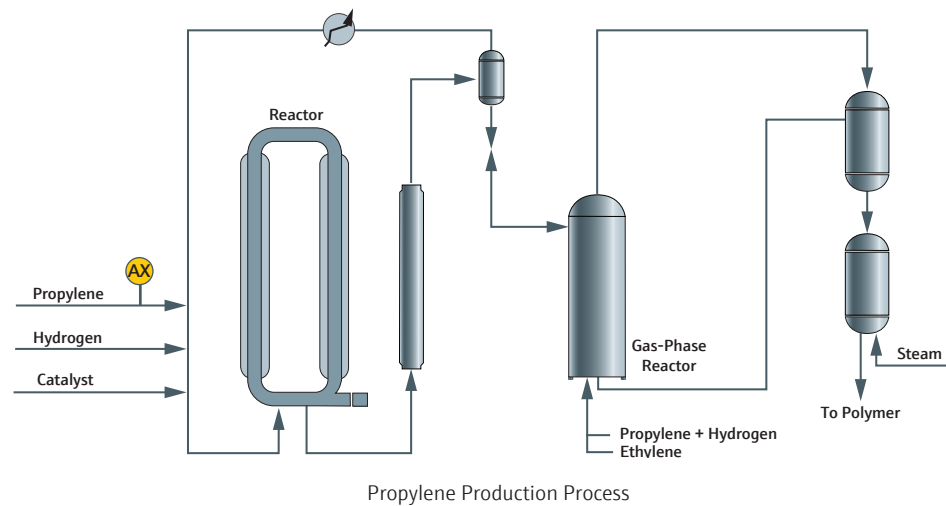 Reactor
AX
Propylene
Hydrogen
Catalyst
Gas-Phase
Reactor
Steam
To Polymer
Propylene + Hydrogen
Ethylene
Propylene Production Process